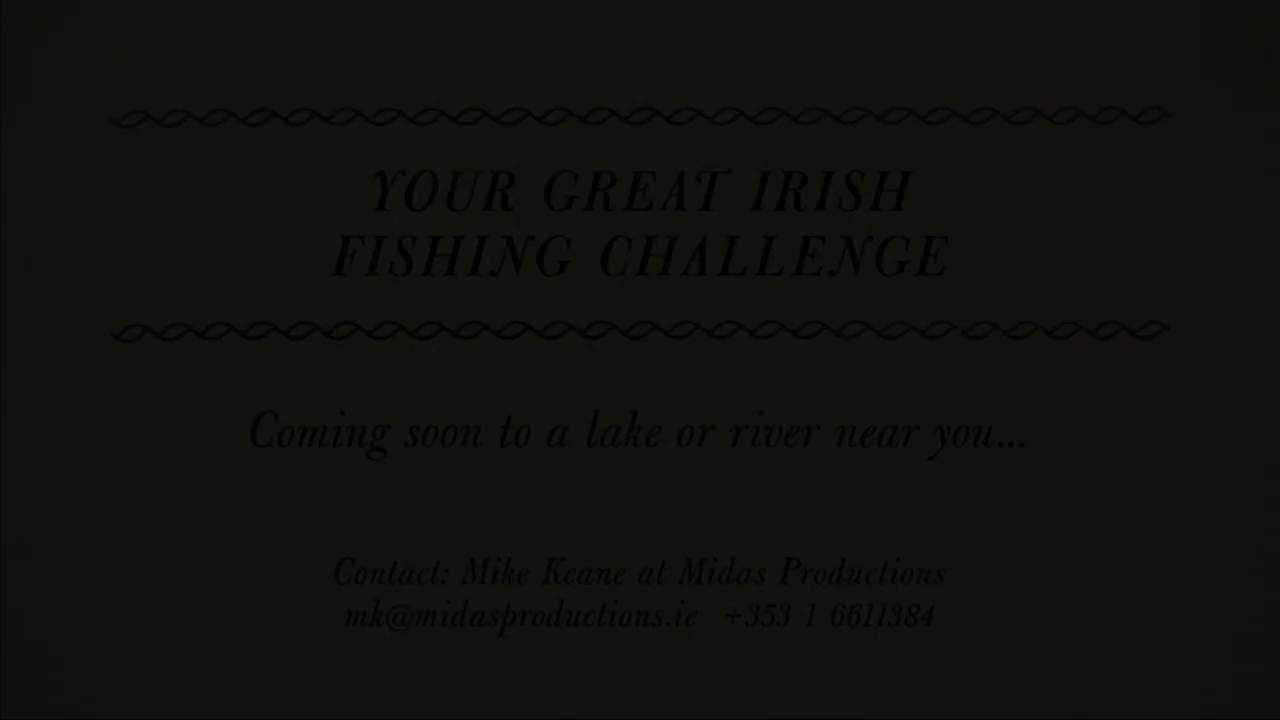 YOUR GREAT IRISH
FISHING CHALLENGE
Coming soon to a lake or river near you...
Contact: Mike Keane at Midas Productions
mk@midasproductions.ie +353 1 6611384